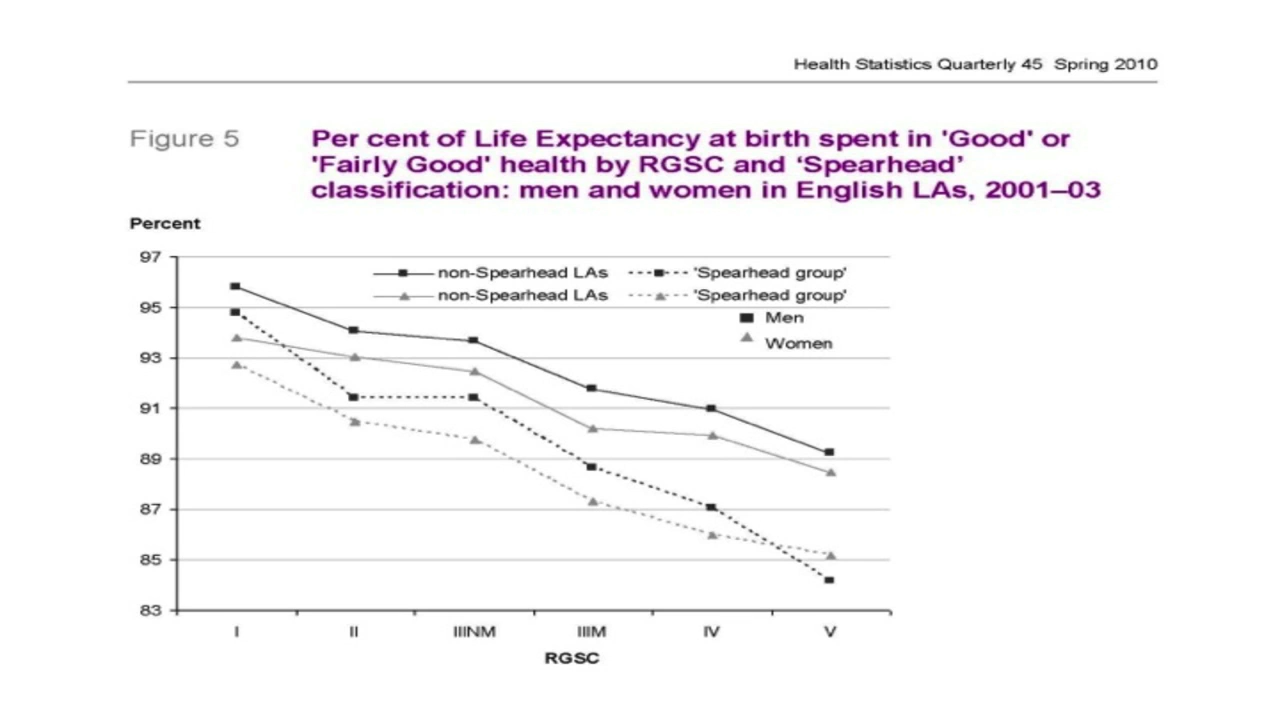 Health Statistics Quarterly 45 Spring 2010
Figure 5 Per cent of Life Expectancy at birth spent in 'Good' or
'Fairly Good' health by RGSC and ‘Spearhead’
classification: men and women in English LAs, 2001–03
Percent
97
non-Spearhead LAs 'Spearhead group'
non-Spearhead LAs 'Spearhead group'
95
Men
Women
93
91
89
87
85
83
I II IIINM IIIM IV V
RGSC